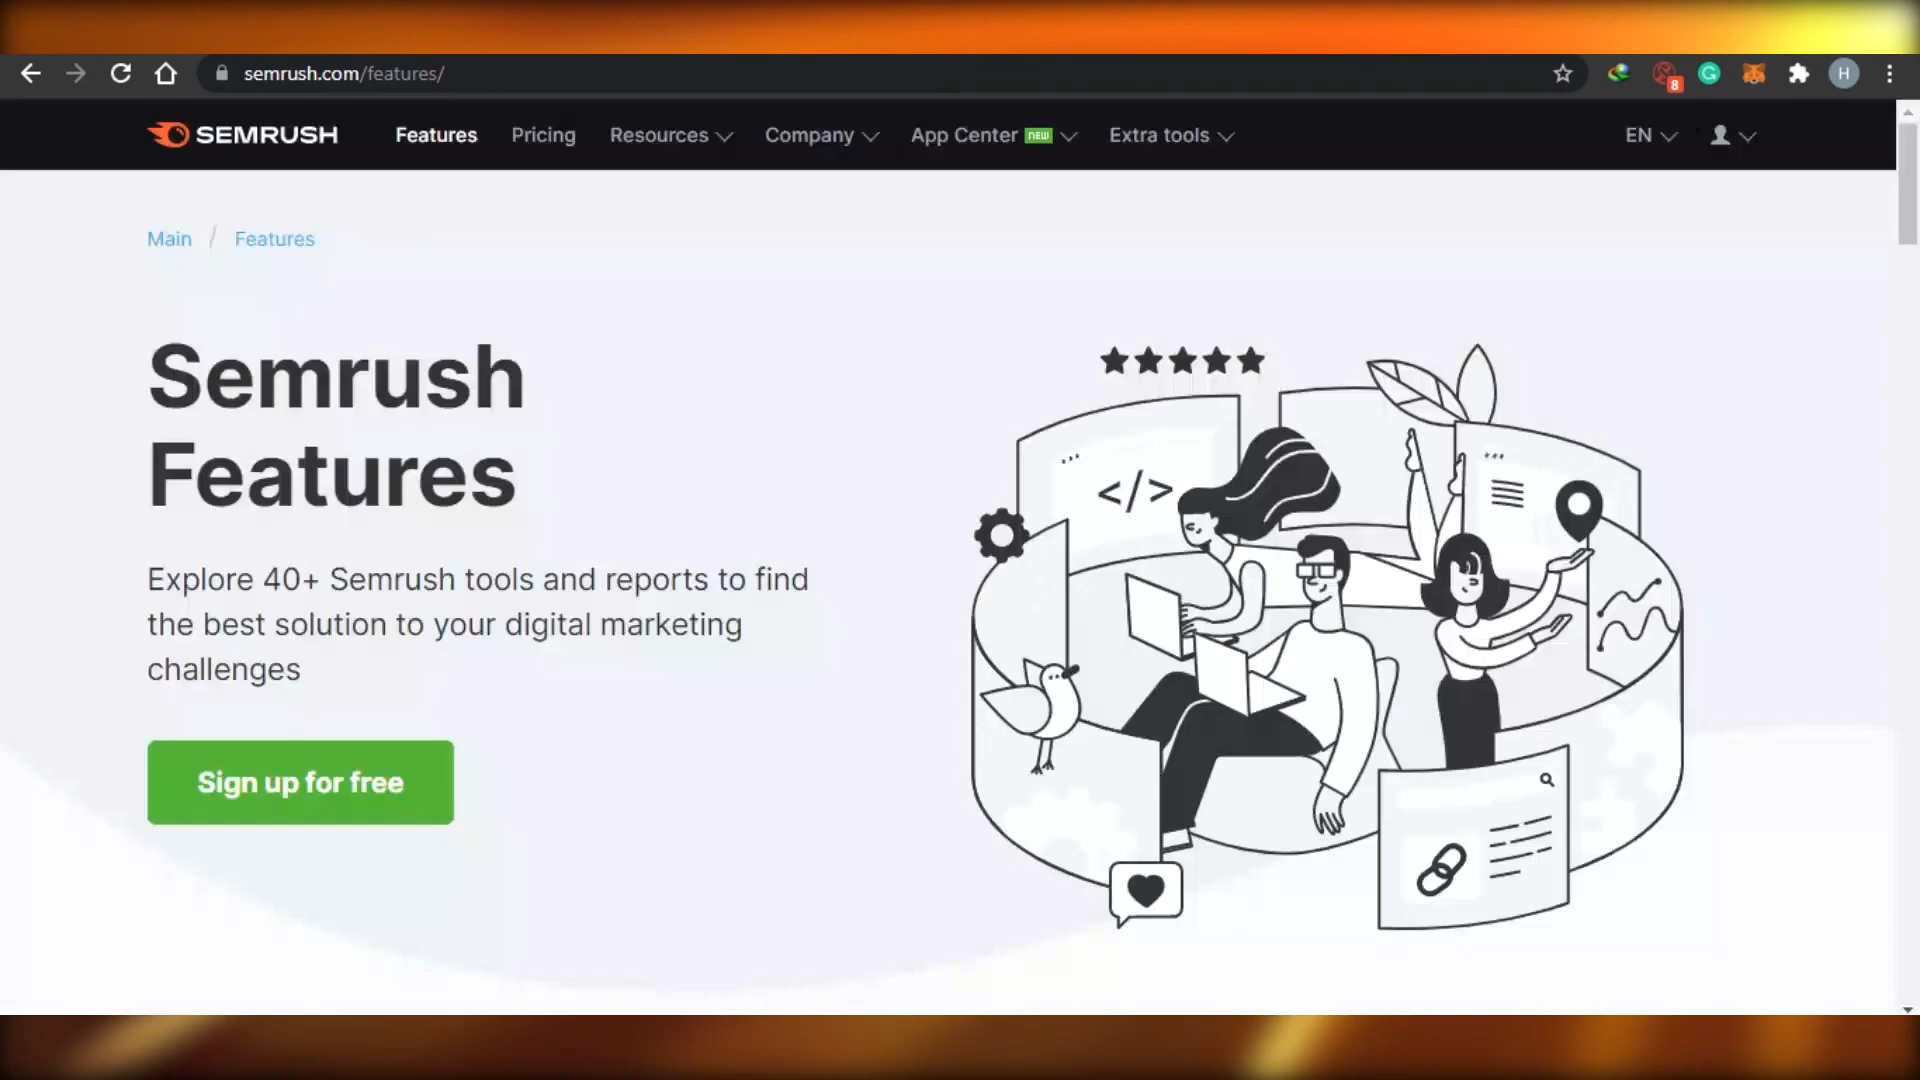 semrush.com/features/
8
G
H
SEMRUSH
Features
Pricing
Resources
Company
App Center NEW
Extra tools
EN
Main / Features
Semrush
Features
Explore 40+ Semrush tools and reports to find
the best solution to your digital marketing
challenges
Sign up for free
</>